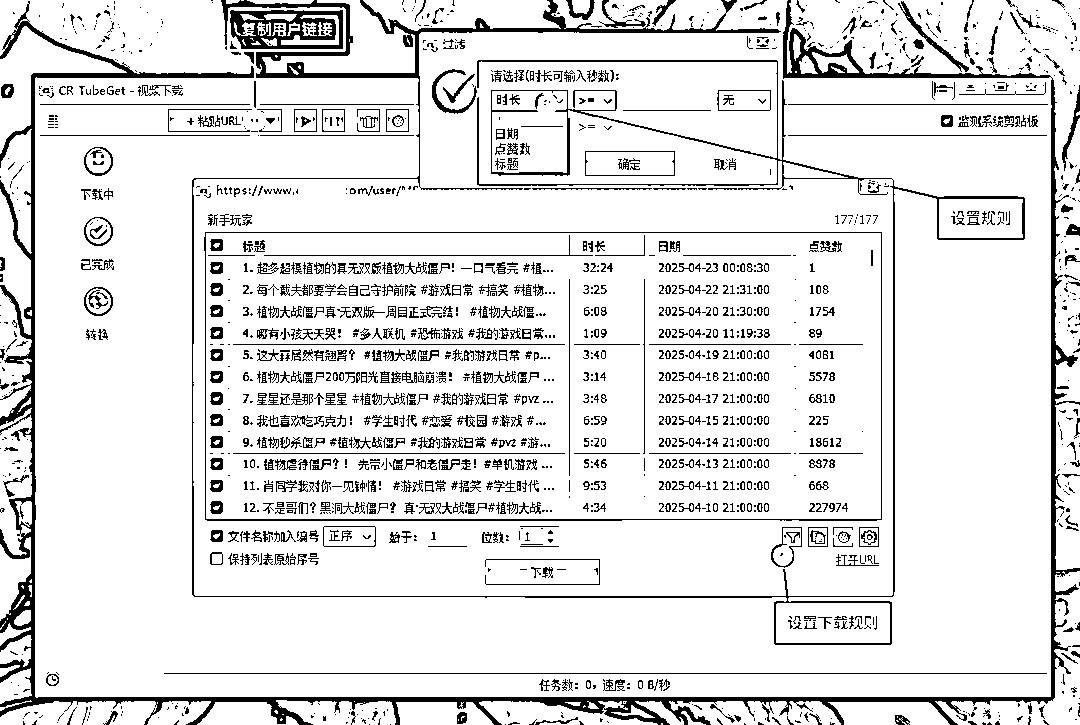 复制用户链接
过滤
请选择(时长可输入秒数):
时长 >= 无
日期
点赞数
标题
>=
确定 取消
CR TubeGet - 视频下载
+ 粘贴URL
监测系统剪贴板
下载中
已完成
转换
设置规则
https://www. com/user/
新手玩家 177/177
标题 时长 日期 点赞数
1. 超多超模植物的真无双版植物大战僵尸! 一口气看完 #植... 32:24 2025-04-23 00:08:30 1
2. 每个戴夫都要学会自己守护前院 #游戏日常 #搞笑 #植物... 3:25 2025-04-22 21:31:00 108
3. 植物大战僵尸真·无双版一周目正式完结! #植物大战僵... 6:08 2025-04-20 21:30:00 1754
4. 哪有小孩天天哭! #多人联机 #恐怖游戏 #我的游戏日常... 1:09 2025-04-20 11:19:38 89
5. 这大蒜居然有翅膀? #植物大战僵尸 #我的游戏日常 #p... 3:40 2025-04-19 21:00:00 4081
6. 植物大战僵尸200万阳光直接电脑崩溃! #植物大战僵尸 ... 3:14 2025-04-18 21:00:00 5578
7. 星星还是那个星星 #植物大战僵尸 #我的游戏日常 #pvz ... 3:48 2025-04-17 21:00:00 6810
8. 我也喜欢吃巧克力! #学生时代 #恋爱 #校园 #游戏 #... 6:59 2025-04-15 21:00:00 225
9. 植物秒杀僵尸 #植物大战僵尸 #我的游戏日常 #pvz #游... 5:20 2025-04-14 21:00:00 18612
10. 植物虐待僵尸?! 先带小僵尸和老僵尸走! #单机游戏 ... 5:46 2025-04-13 21:00:00 8878
11. 肖同学我对你一见钟情! #游戏日常 #搞笑 #学生时代 ... 9:53 2025-04-11 21:00:00 668
12. 不是哥们? 黑洞大战僵尸? 真·无双大战僵尸#植物大战... 4:34 2025-04-10 21:00:00 227974
文件名称加入编号 正序 始于: 1 位数: 1
保持列表原始序号 打开URL
下载
设置下载规则
任务数: 0, 速度: 0 B/秒